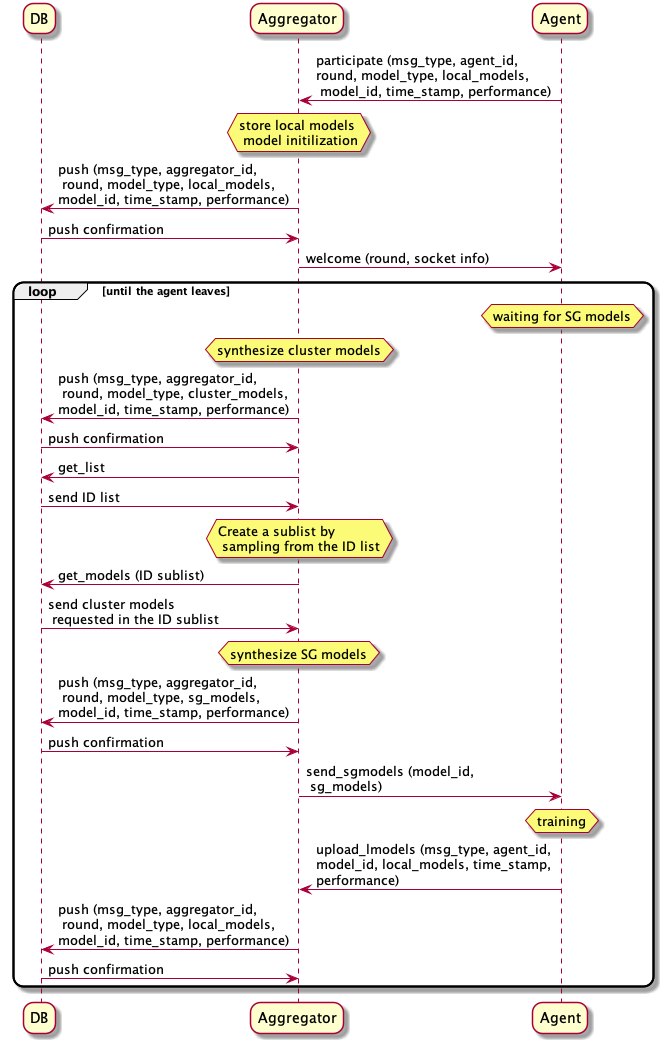 DB
Aggregator
Agent
participate (msg_type, agent_id,
round, model_type, local_models,
model_id, time_stamp, performance)
store local models
model initilization
push (msg_type, aggregator_id,
round, model_type, local_models,
model_id, time_stamp, performance)
push confirmation
welcome (round, socket info)
loop
[until the agent leaves]
waiting for SG models
synthesize cluster models
push (msg_type, aggregator_id,
round, model_type, cluster_models,
model_id, time_stamp, performance)
push confirmation
get_list
send ID list
Create a sublist by
sampling from the ID list
get_models (ID sublist)
send cluster models
requested in the ID sublist
synthesize SG models
push (msg_type, aggregator_id,
round, model_type, sg_models,
model_id, time_stamp, performance)
push confirmation
send_sgmodels (model_id,
sg_models)
training
upload_lmodels (msg_type, agent_id,
model_id, local_models, time_stamp,
performance)
push (msg_type, aggregator_id,
round, model_type, local_models,
model_id, time_stamp, performance)
push confirmation
DB
Aggregator
Agent